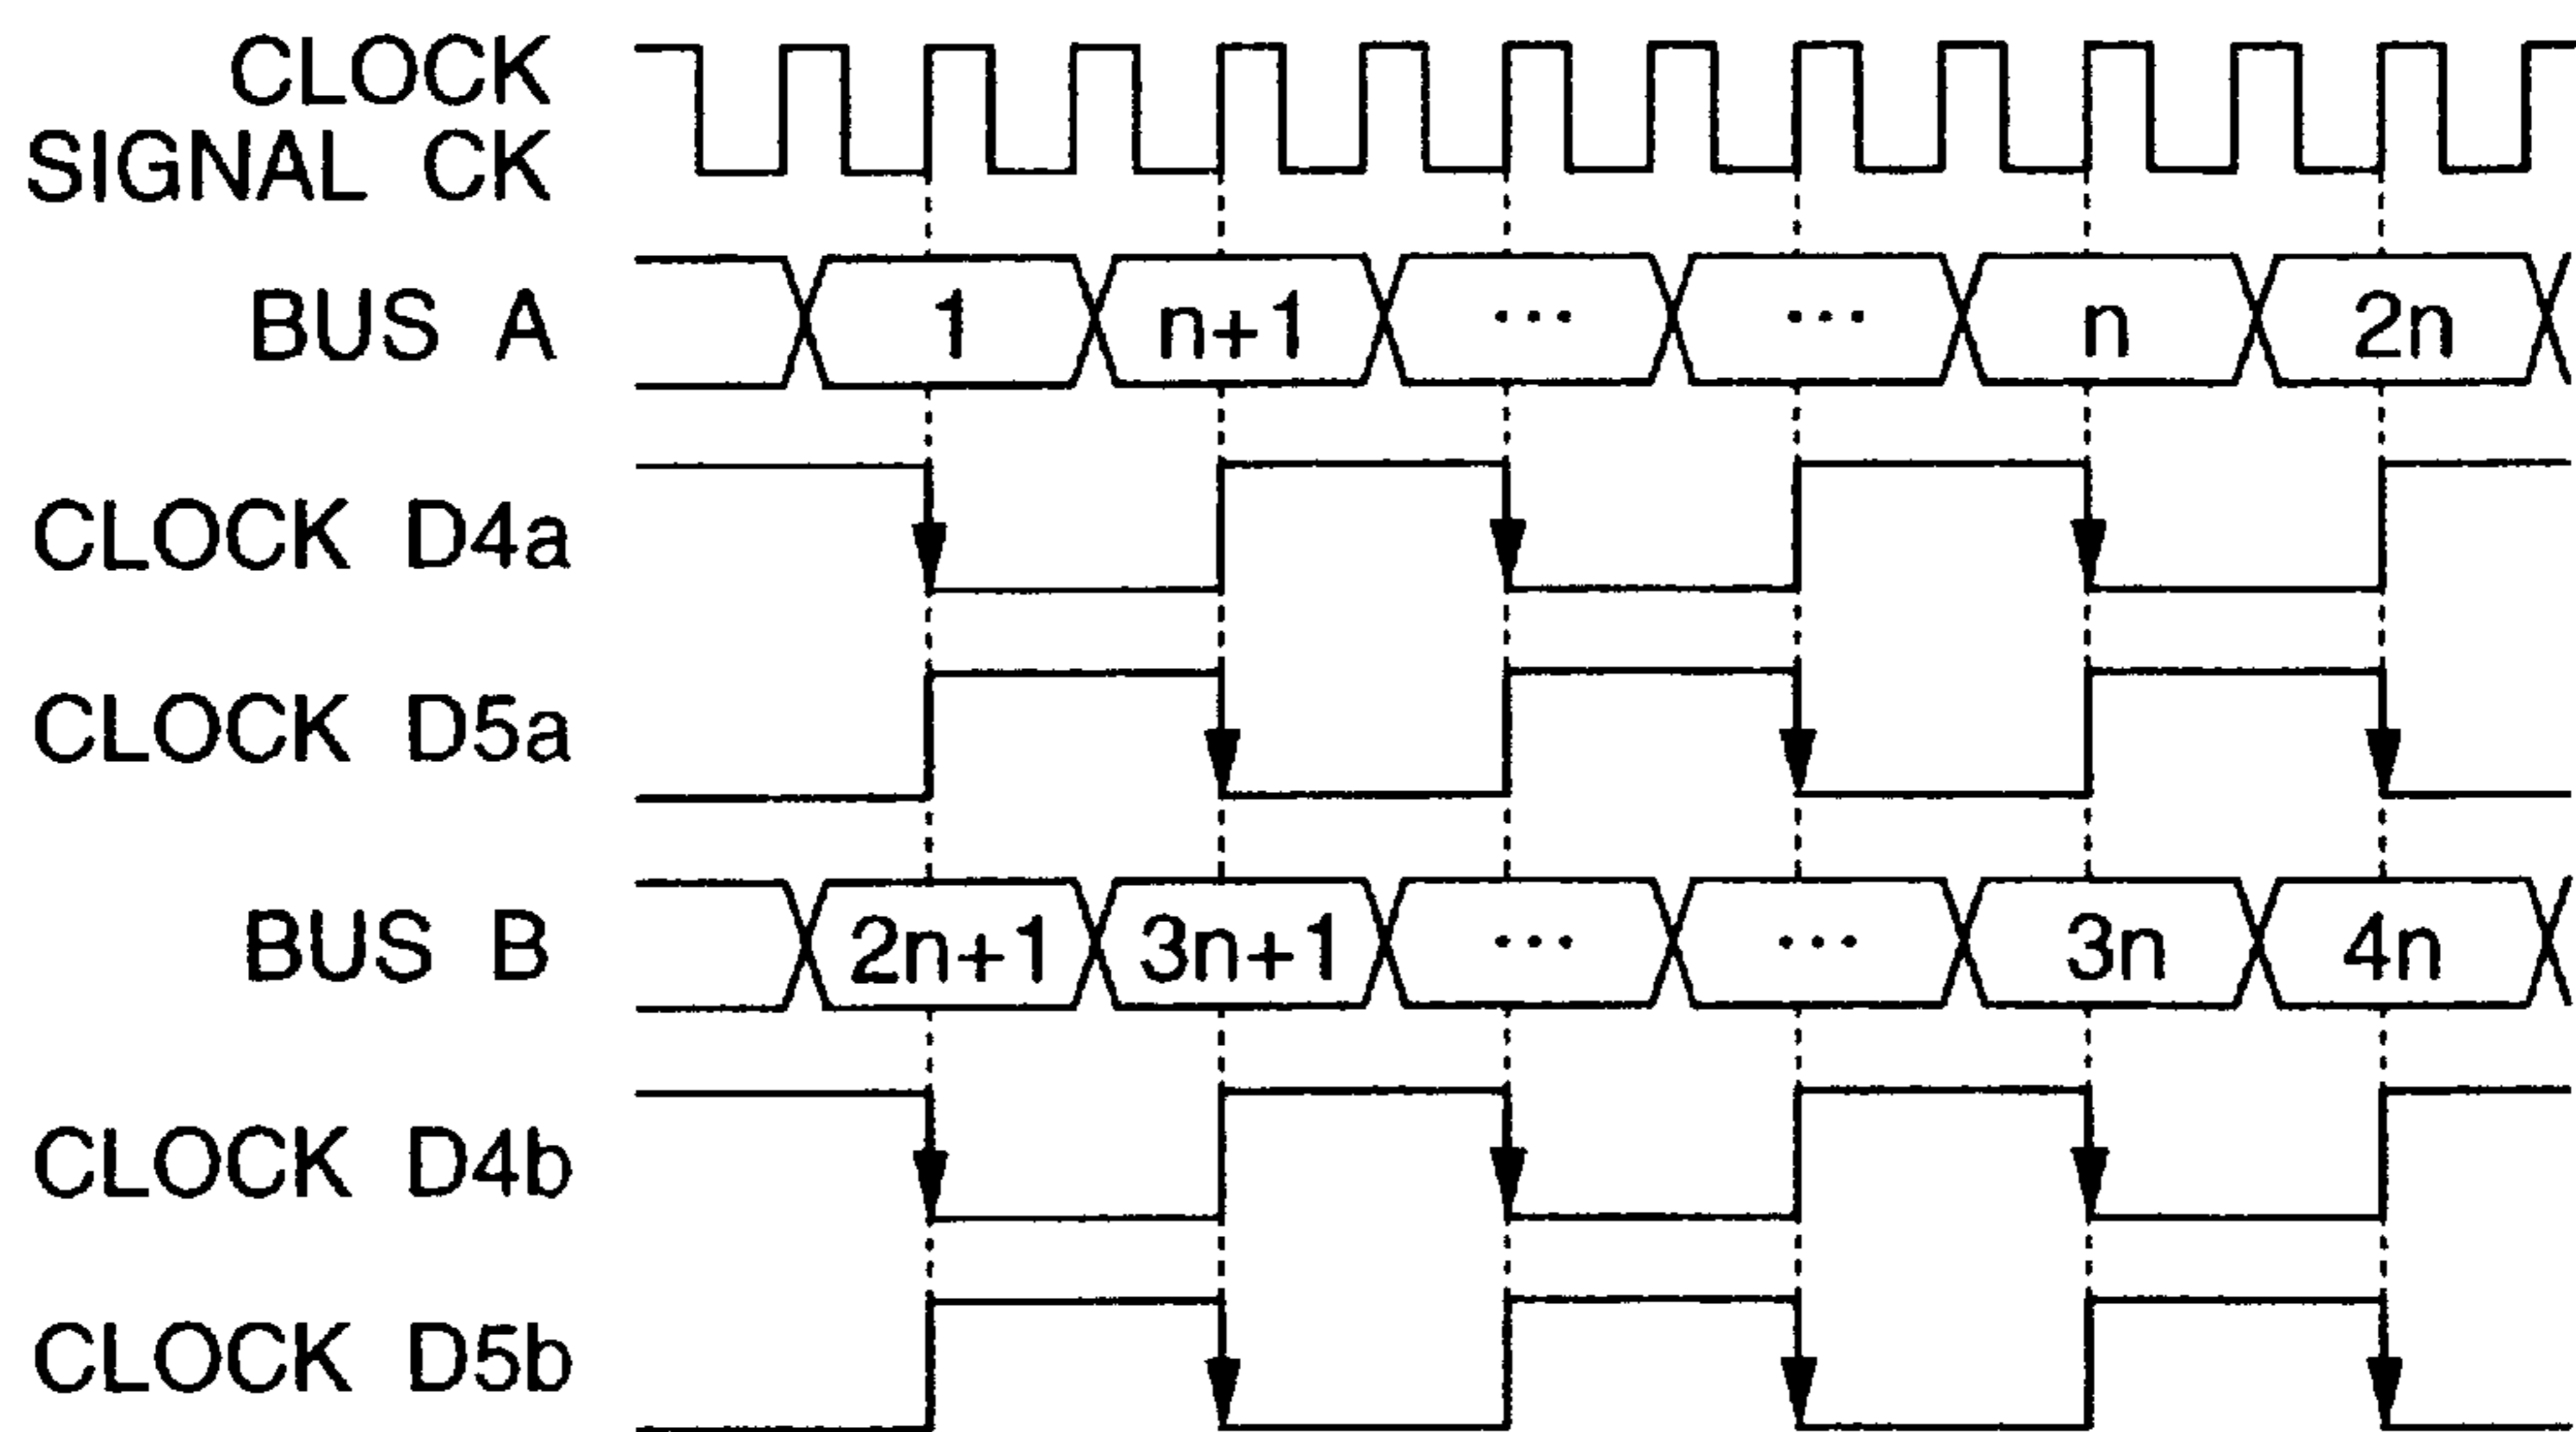 CLOCK
SIGNAL CK
BUS A
1 n+1 ... ... n 2n
CLOCK D4a
CLOCK D5a
BUS B
2n+1 3n+1 ... ... 3n 4n
CLOCK D4b
CLOCK D5b